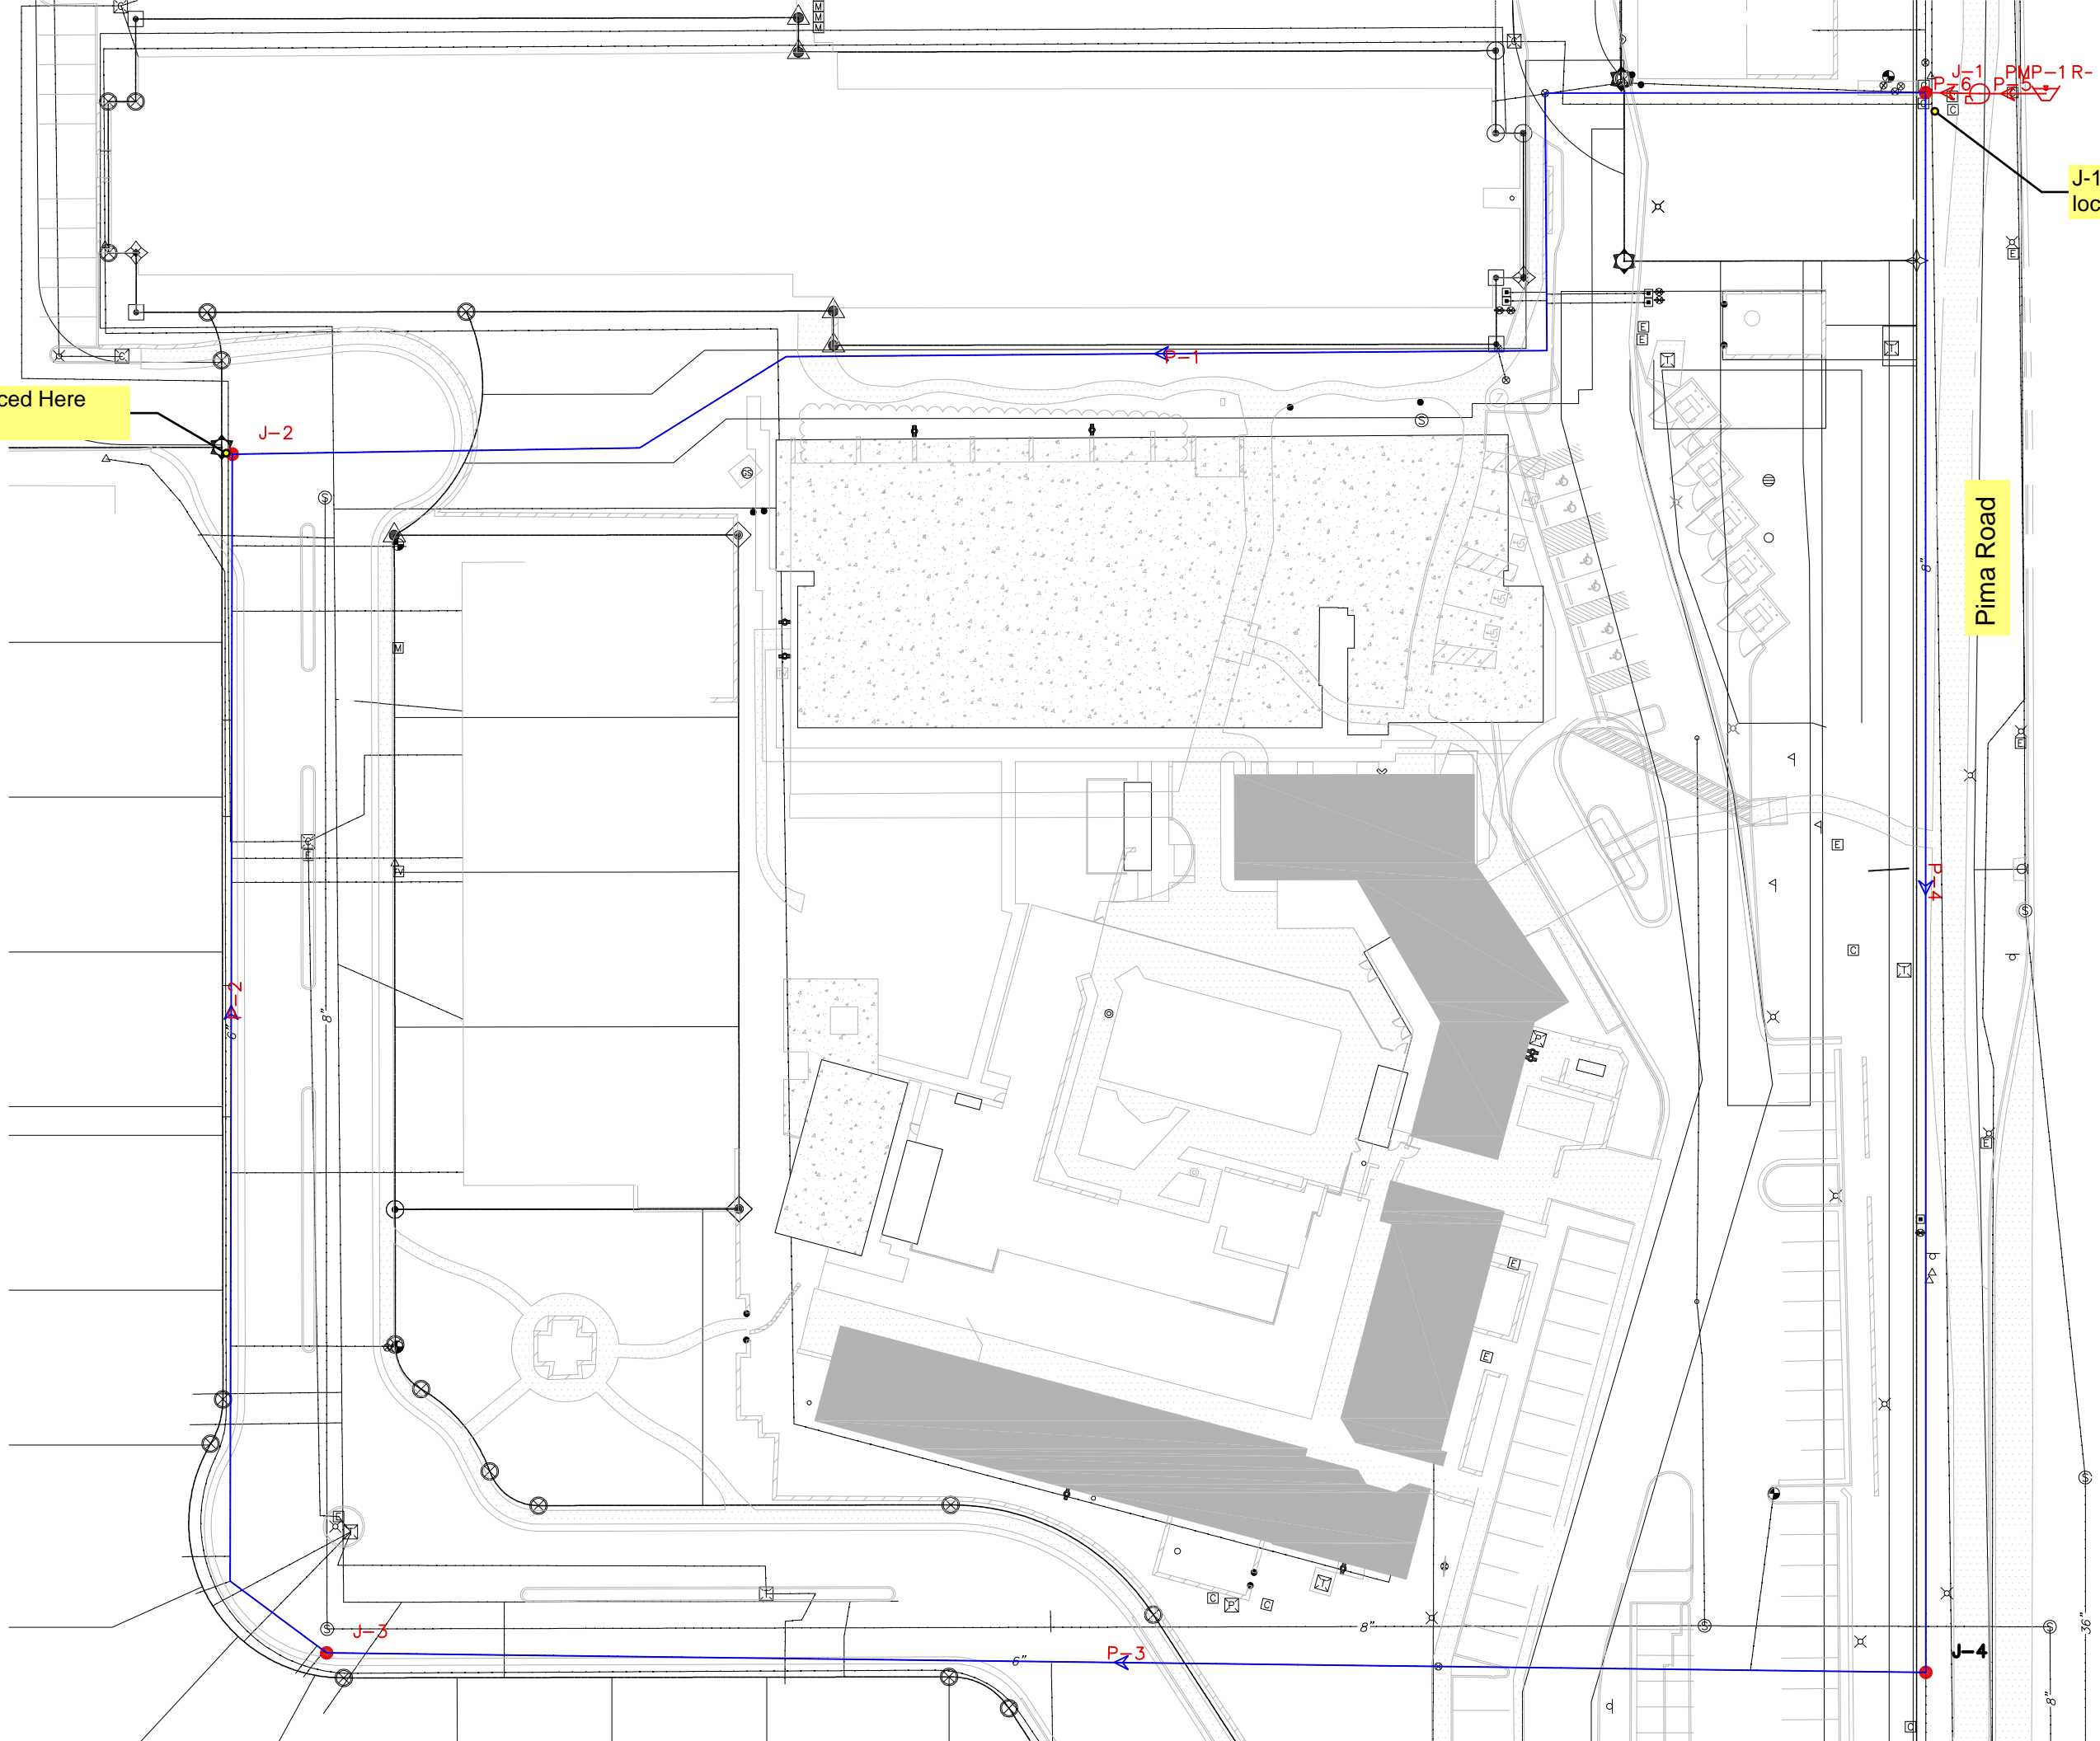 J-1
PMP-1 R-
P-6
P-5
J-1
loc
ced Here
J-2
P-1
8"
Pima Road
P-4
P-2
6"
8"
J-3
P-3
6"
8"
J-4
8"
36"